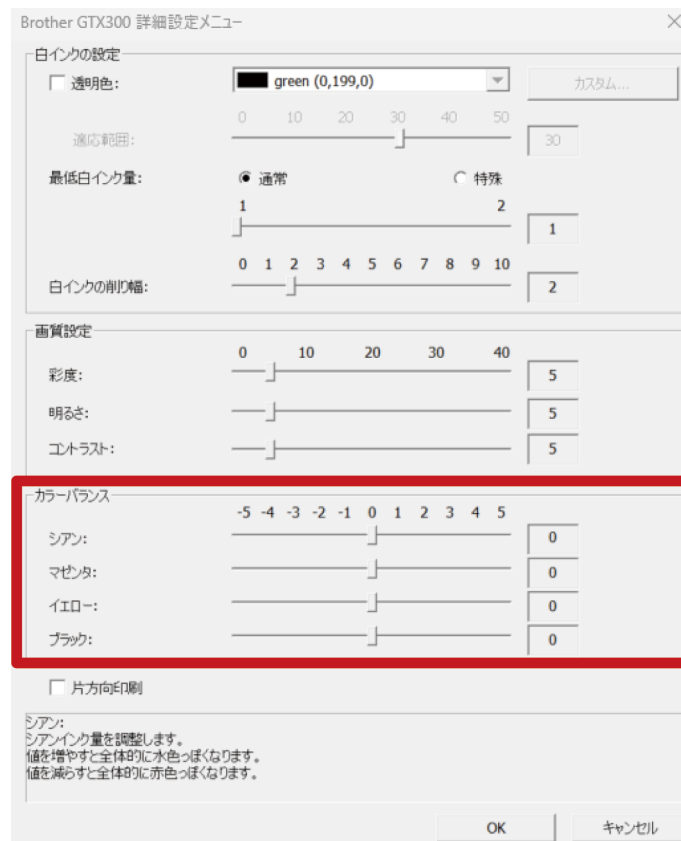 Brother GTX300 詳細設定メニュー
白インクの設定
透明色:
green (0,199,0)
カスタム...
0 10 20 30 40 50
適応範囲:
30
最低白インク量:
通常
特殊
1 2
1
0 1 2 3 4 5 6 7 8 9 10
白インクの削り幅:
2
画質設定
0 10 20 30 40
彩度:
5
明るさ:
5
コントラスト:
5
カラーバランス
-5 -4 -3 -2 -1 0 1 2 3 4 5
シアン:
0
マゼンタ:
0
イエロー:
0
ブラック:
0
片方向印刷
シアン:
シアンインク量を調整します。
値を増やすと全体的に水色っぽくなります。
値を減らすと全体的に赤色っぽくなります。
OK
キャンセル